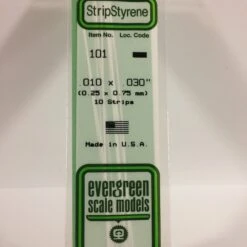 StripStyrene
Item No. Loc. Code
101
.010 x .030"
(0.25 x 0.75 mm)
10 Strips
Made in U.S.A.
evergreen
scale models